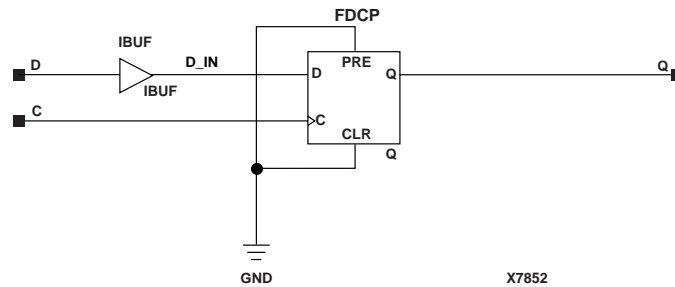 FDCP
IBUF
D
D_IN
IBUF
D
PRE
Q
Q
C
C
CLR
Q
GND
X7852